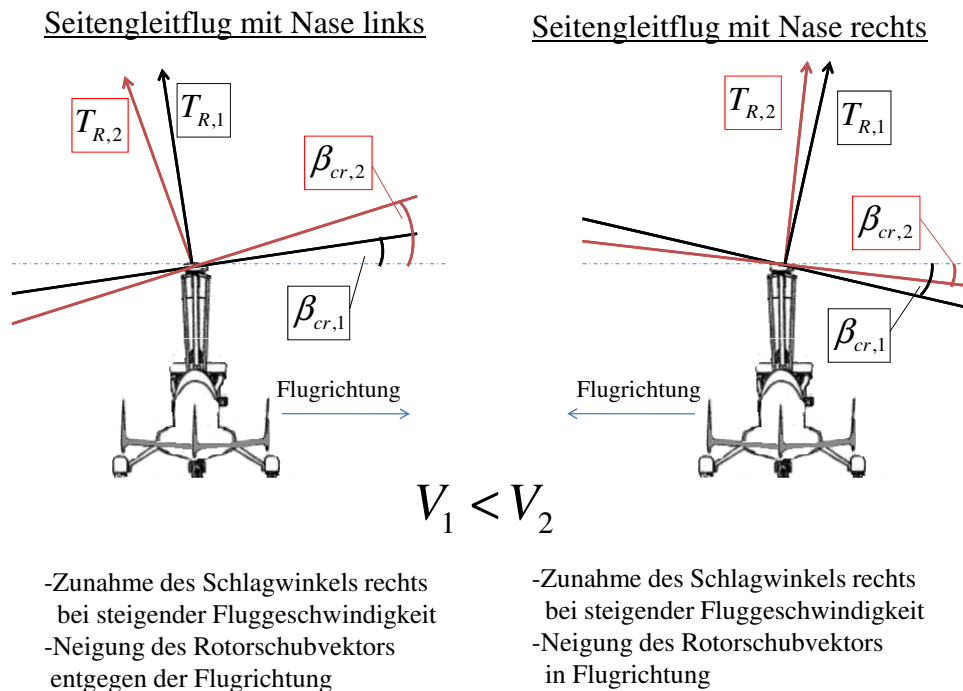 Seitengleitflug mit Nase links
T_{R,2}
T_{R,1}
β_{cr,2}
β_{cr,1}
Flugrichtung
Seitengleitflug mit Nase rechts
T_{R,2}
T_{R,1}
β_{cr,2}
β_{cr,1}
Flugrichtung
V_1 < V_2
-Zunahme des Schlagwinkels rechts
bei steigender Fluggeschwindigkeit
-Neigung des Rotorschubvektors
entgegen der Flugrichtung
-Zunahme des Schlagwinkels rechts
bei steigender Fluggeschwindigkeit
-Neigung des Rotorschubvektors
in Flugrichtung